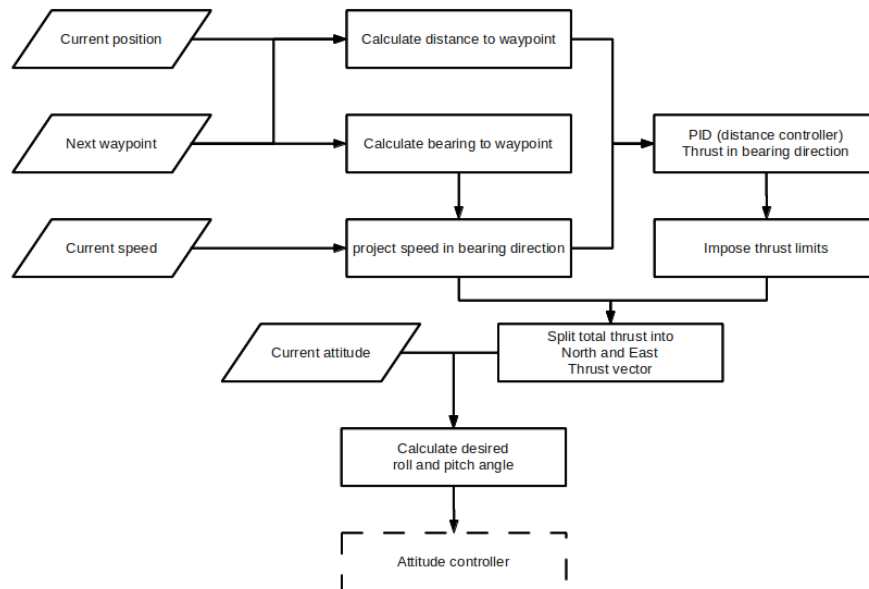 Current position
Calculate distance to waypoint
Next waypoint
Calculate bearing to waypoint
PID (distance controller)
Thrust in bearing direction
Current speed
project speed in bearing direction
Impose thrust limits
Current attitude
Split total thrust into
North and East
Thrust vector
Calculate desired
roll and pitch angle
Attitude controller